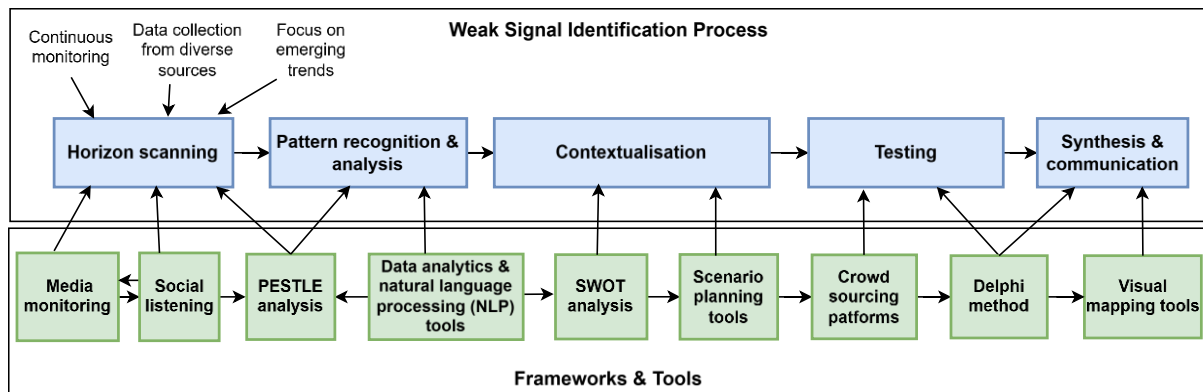 Weak Signal Identification Process
Continuous
monitoring
Data collection
from diverse
sources
Focus on
emerging
trends
Horizon scanning
Pattern recognition &
analysis
Contextualisation
Testing
Synthesis &
communication
Media
monitoring
Social
listening
PESTLE
analysis
Data analytics &
natural language
processing (NLP)
tools
SWOT
analysis
Scenario
planning
tools
Crowd
sourcing
patforms
Delphi
method
Visual
mapping tools
Frameworks & Tools